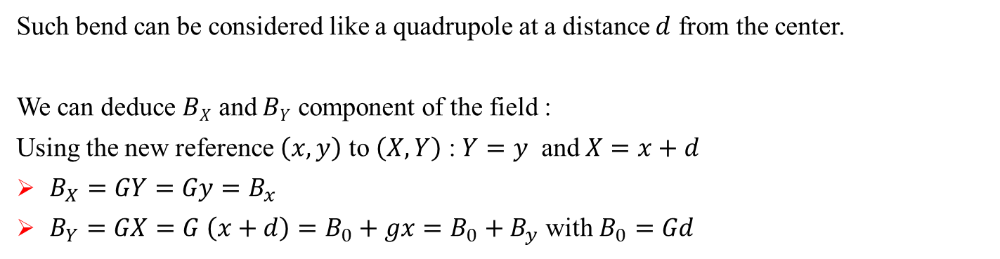 Such bend can be considered like a quadrupole at a distance d from the center.
We can deduce B_X and B_Y component of the field :
Using the new reference (x, y) to (X, Y) : Y = y and X = x + d
➢ B_X = GY = Gy = B_x
➢ B_Y = GX = G (x + d) = B_0 + gx = B_0 + B_y with B_0 = Gd